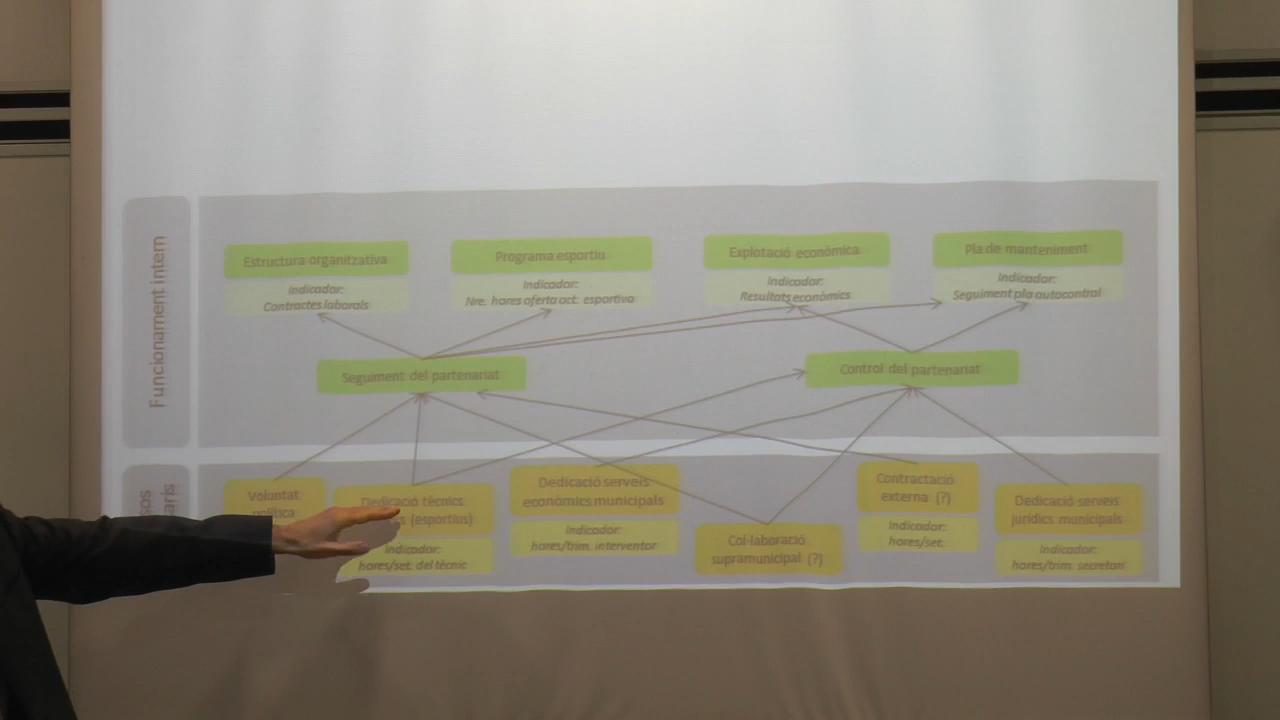 Funcionament intern
Estructura organitzativa
Indicador:
Contractes laborals
Programa esportiu
Indicador:
Nre. hores oferta act. esportiva
Explotació econòmica
Indicador:
Resultats econòmics
Pla de manteniment
Indicador:
Seguiment pla autocontrol
Seguiment del partenariat
Control del partenariat
Voluntat
política
Dedicació tècnics
(esportius)
Indicador:
hores/set. del tècnic
Dedicació serveis
econòmics municipals
Indicador:
hores/trim. interventor
Col·laboració
supramunicipal (?)
Contractació
externa (?)
Indicador:
hores/set.
Dedicació serveis
jurídics municipals
Indicador:
hores/trim. secretari